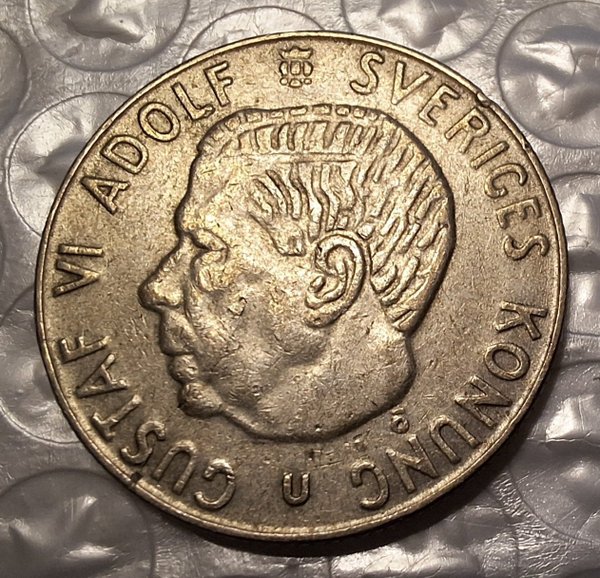 GUSTAF VI ADOLF SVERIGES KONUNG
U